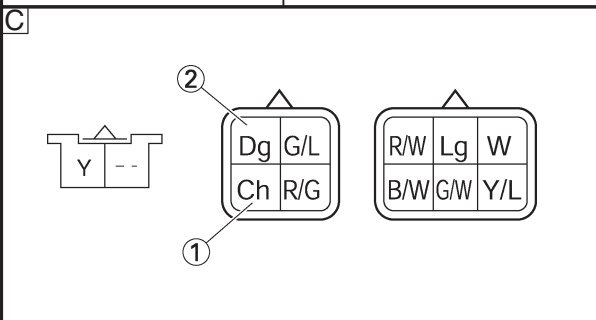 C
②
Dg G/L R/W Lg W
Y --
Ch R/G B/W G/W Y/L
①